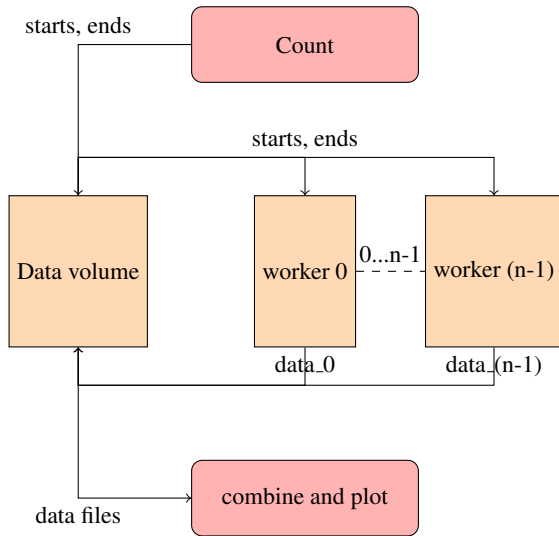 starts, ends
Count
starts, ends
Data volume
worker 0
0...n-1
worker (n-1)
data_0
data_(n-1)
combine and plot
data files